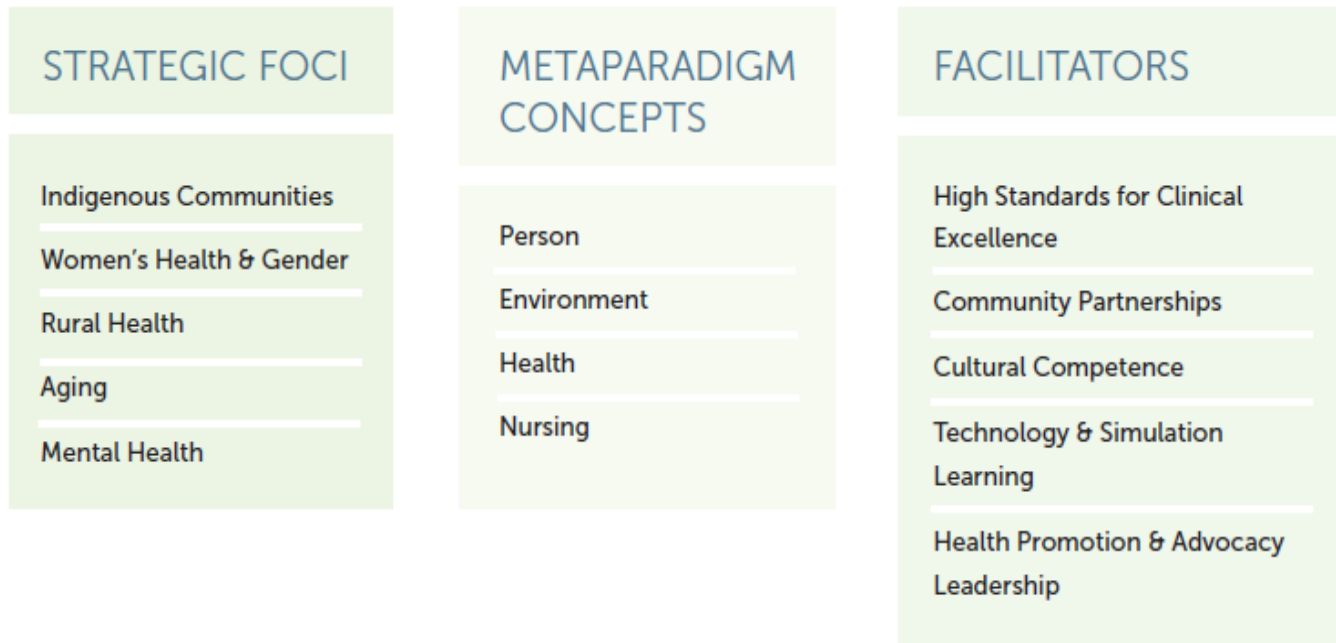 STRATEGIC FOCI
Indigenous Communities
Women's Health & Gender
Rural Health
Aging
Mental Health
METAPARADIGM
CONCEPTS
Person
Environment
Health
Nursing
FACILITATORS
High Standards for Clinical
Excellence
Community Partnerships
Cultural Competence
Technology & Simulation
Learning
Health Promotion & Advocacy
Leadership